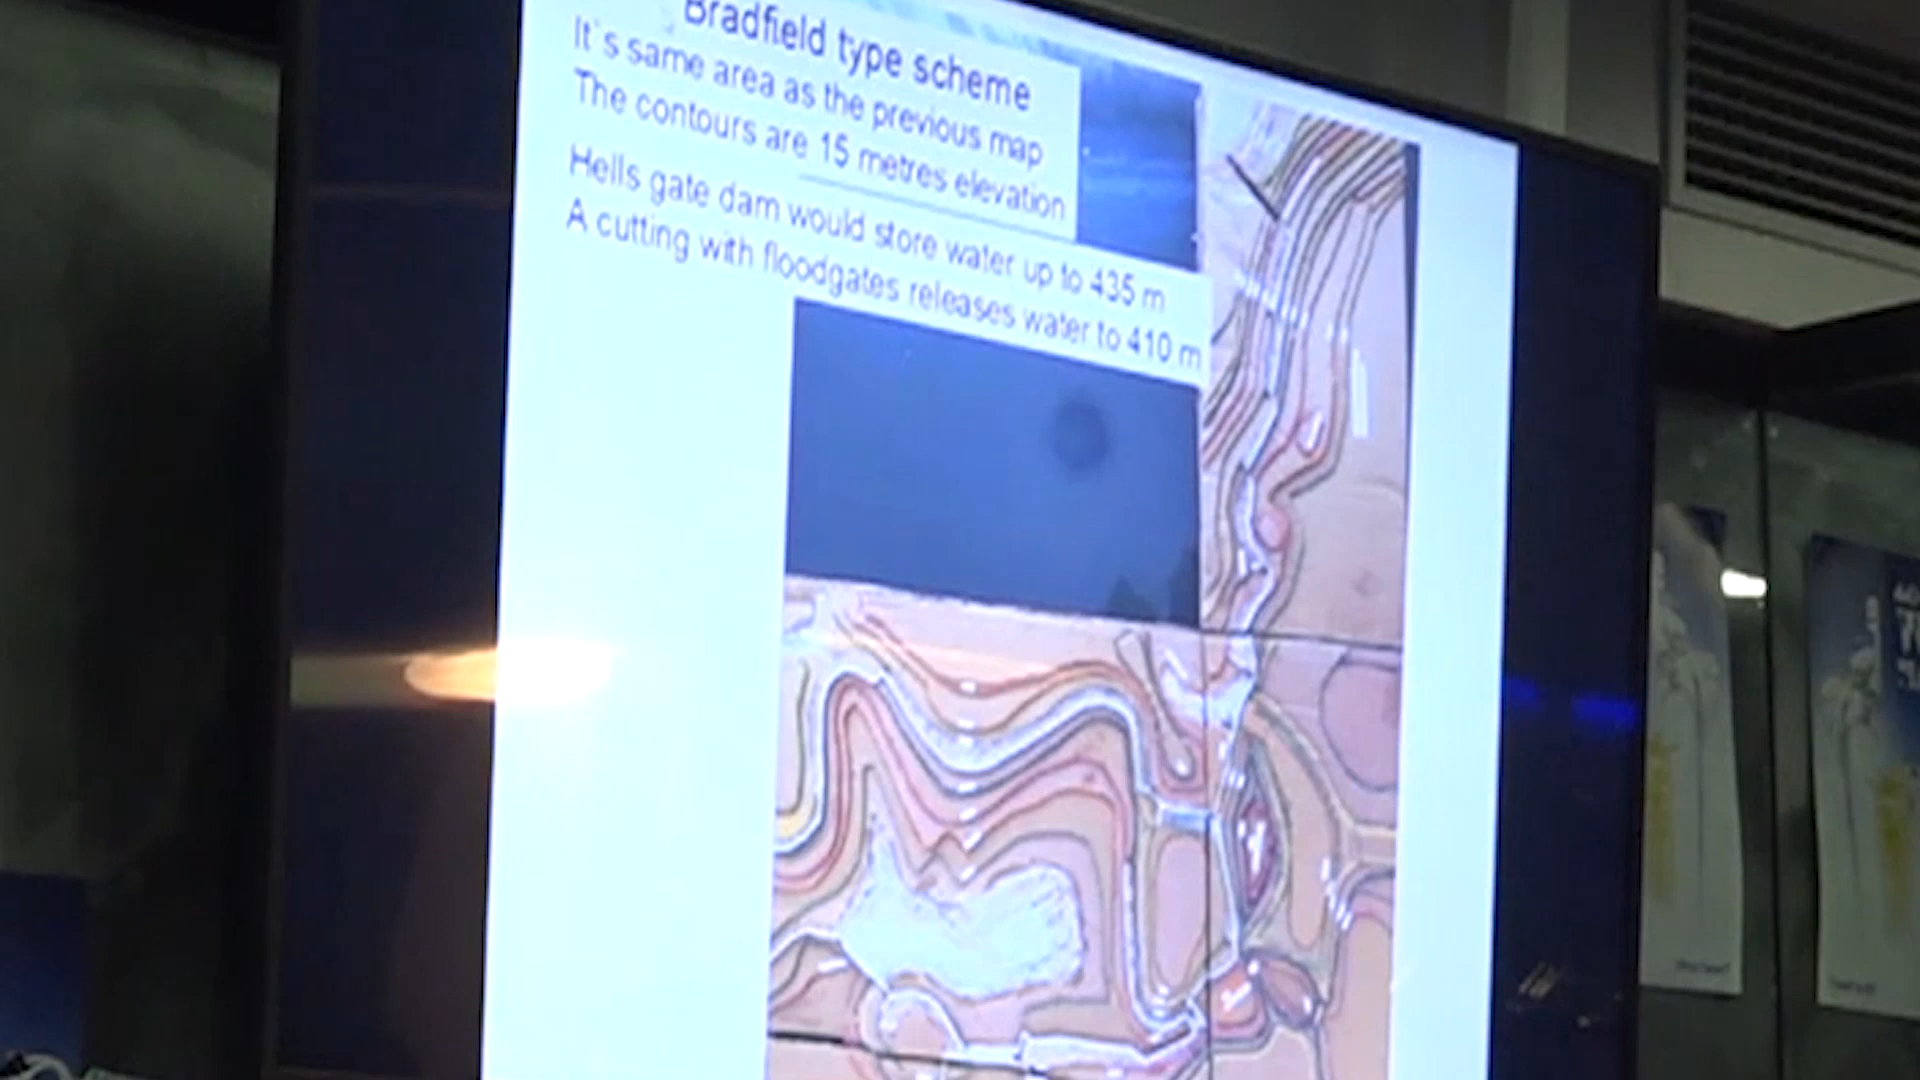 Bradfield type scheme
It's same area as the previous map
The contours are 15 metres elevation
Hells gate dam would store water up to 435 m
A cutting with floodgates releases water to 410 m